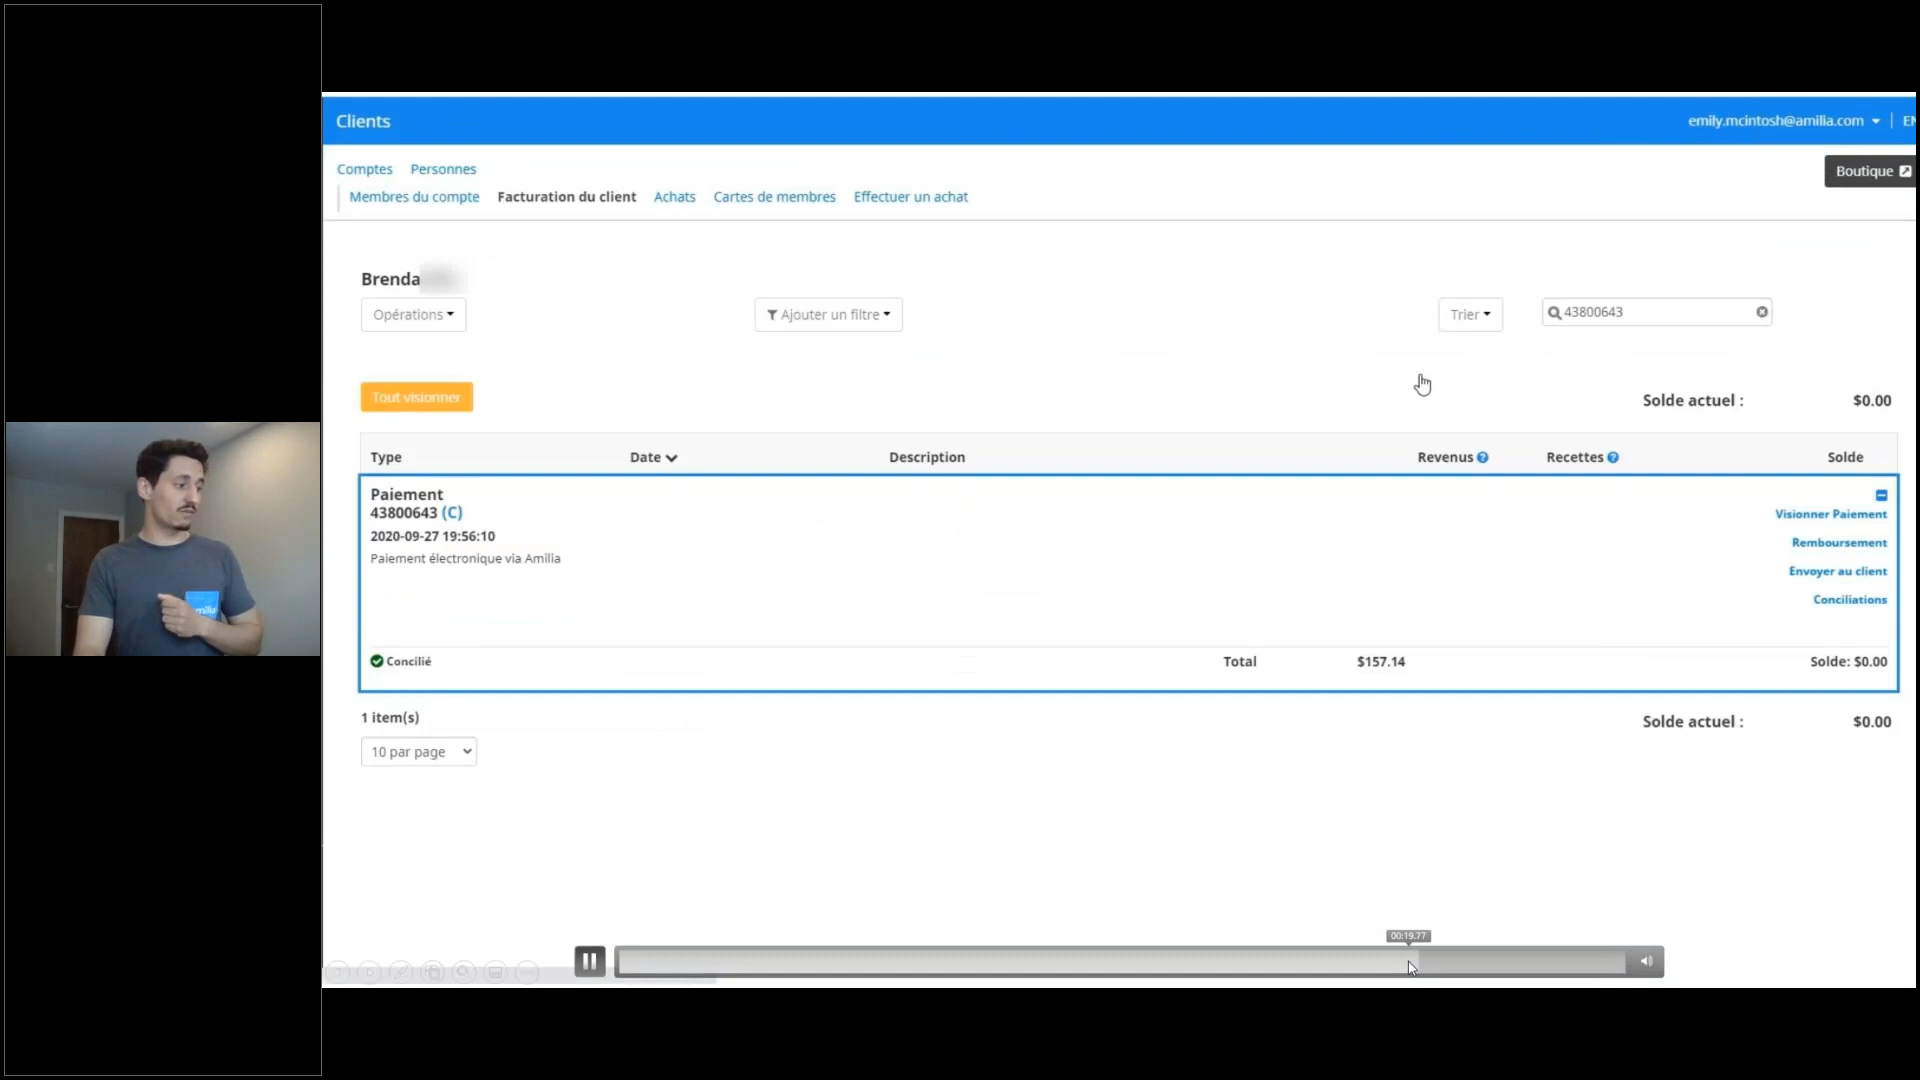 Clients
emily.mcintosh@amilia.com
Comptes Personnes
Boutique
Membres du compte Facturation du client Achats Cartes de membres Effectuer un achat
Brenda
Opérations
Ajouter un filtre
Trier
43800643
Tout visionner
Solde actuel : $0.00
Type Date Description Revenus Recettes Solde
Paiement
43800643 (C)
2020-09-27 19:56:10
Paiement électronique via Amilia
Visionner Paiement
Remboursement
Envoyer au client
Conciliations
Concilié Total $157.14 Solde: $0.00
1 item(s)
Solde actuel : $0.00
10 par page
00:19.77